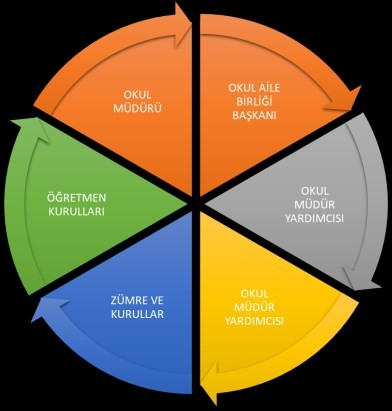 OKUL
MÜDÜRÜ
OKUL AİLE
BİRLİĞİ
BAŞKANI
OKUL
MÜDÜR
YARDIMCISI
OKUL
MÜDÜR
YARDIMCISI
ZÜMRE VE
KURULLAR
ÖĞRETMEN
KURULLARI